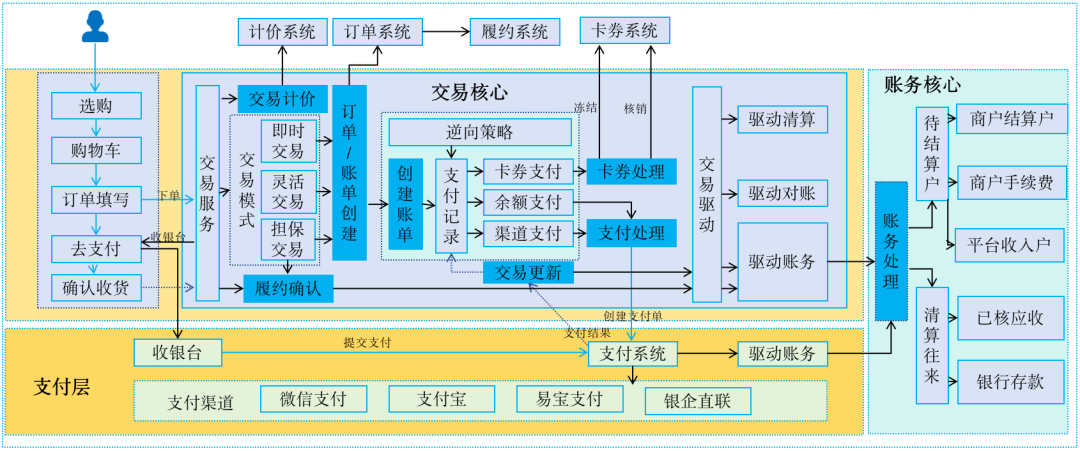 计价系统
订单系统
履约系统
卡券系统
交易核心
账务核心
选购
购物车
订单填写
去支付
确认收货
下单
收银台
交易服务
交易计价
交易模式
即时
交易
灵活
交易
担保
交易
履约确认
订单/账单创建
创建账单
逆向策略
支付记录
卡券支付
余额支付
渠道支付
冻结
核销
卡券处理
支付处理
交易更新
交易驱动
驱动清算
驱动对账
驱动账务
账务处理
待结算户
商户结算户
商户手续费
平台收入户
清算往来
已核应收
银行存款
创建支付单
支付结果
支付层
收银台
提交支付
支付系统
驱动账务
支付渠道
微信支付
支付宝
易宝支付
银企直联